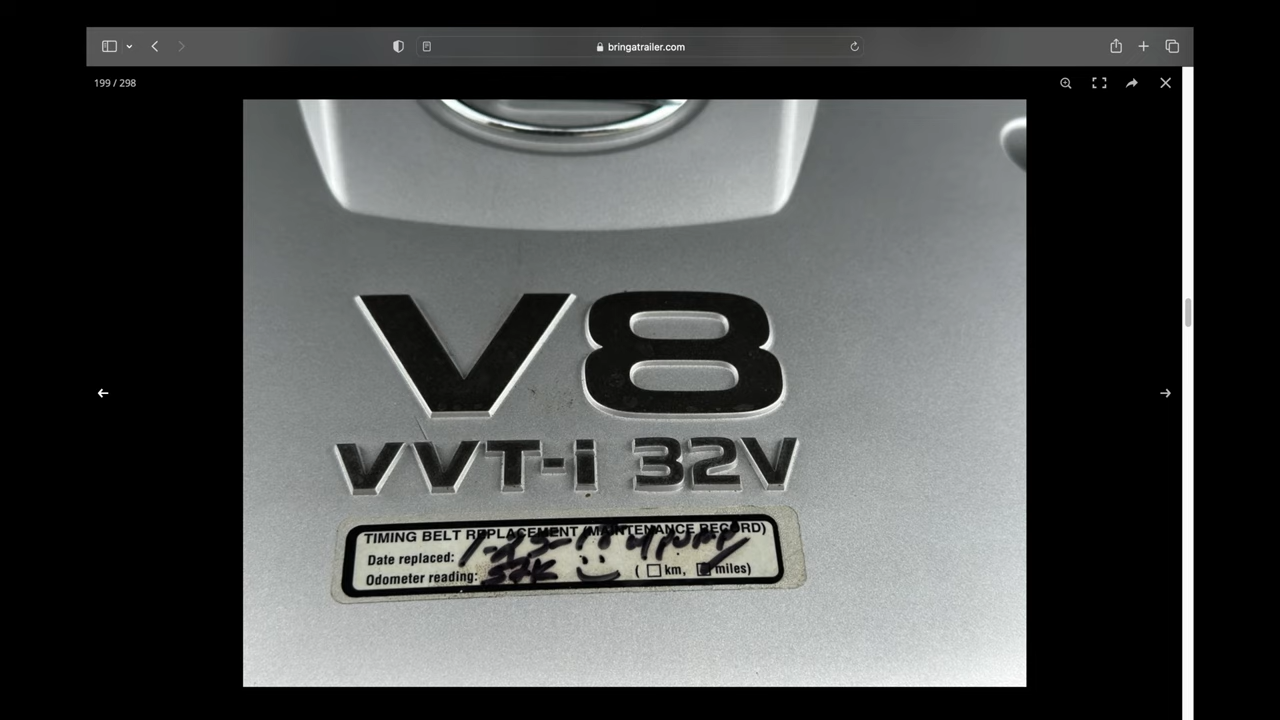 bringatrailer.com
199 / 298
V8
VVT-i 32V
TIMING BELT REPLACEMENT (MAINTENANCE RECORD)
Date replaced:
Odometer reading: ( km, miles)